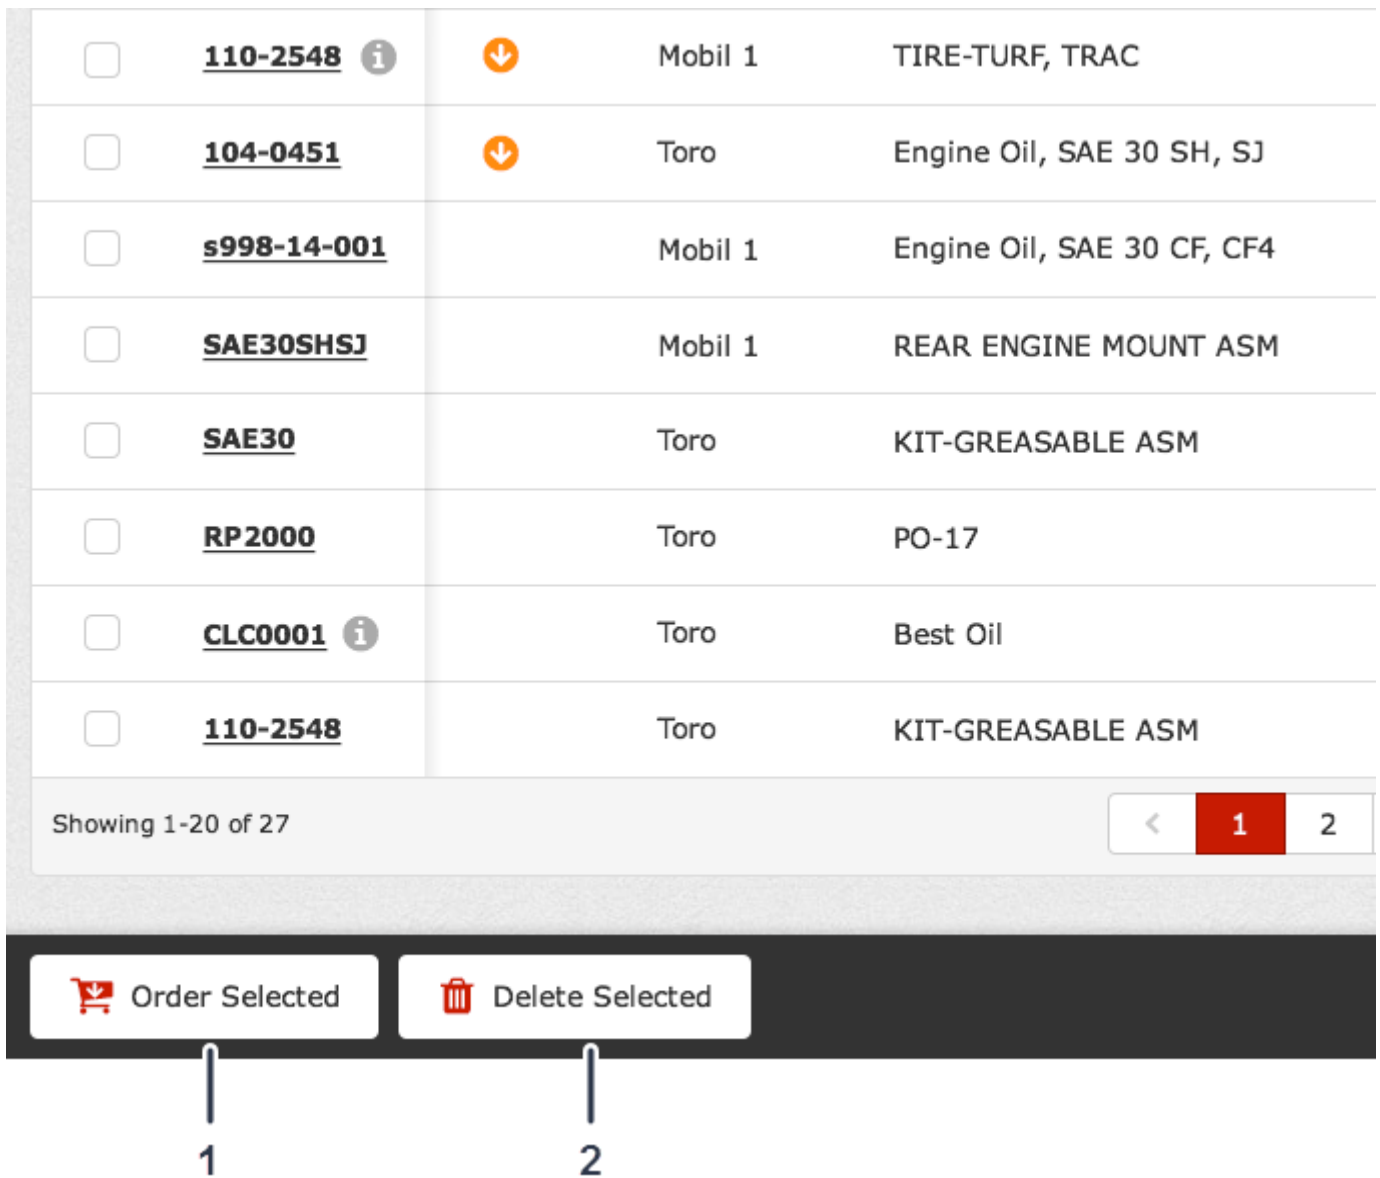 110-2548 Mobil 1 TIRE-TURF, TRAC
104-0451 Toro Engine Oil, SAE 30 SH, SJ
s998-14-001 Mobil 1 Engine Oil, SAE 30 CF, CF4
SAE30SHSJ Mobil 1 REAR ENGINE MOUNT ASM
SAE30 Toro KIT-GREASABLE ASM
RP2000 Toro PO-17
CLC0001 Toro Best Oil
110-2548 Toro KIT-GREASABLE ASM
Showing 1-20 of 27 < 1 2
Order Selected Delete Selected
1 2